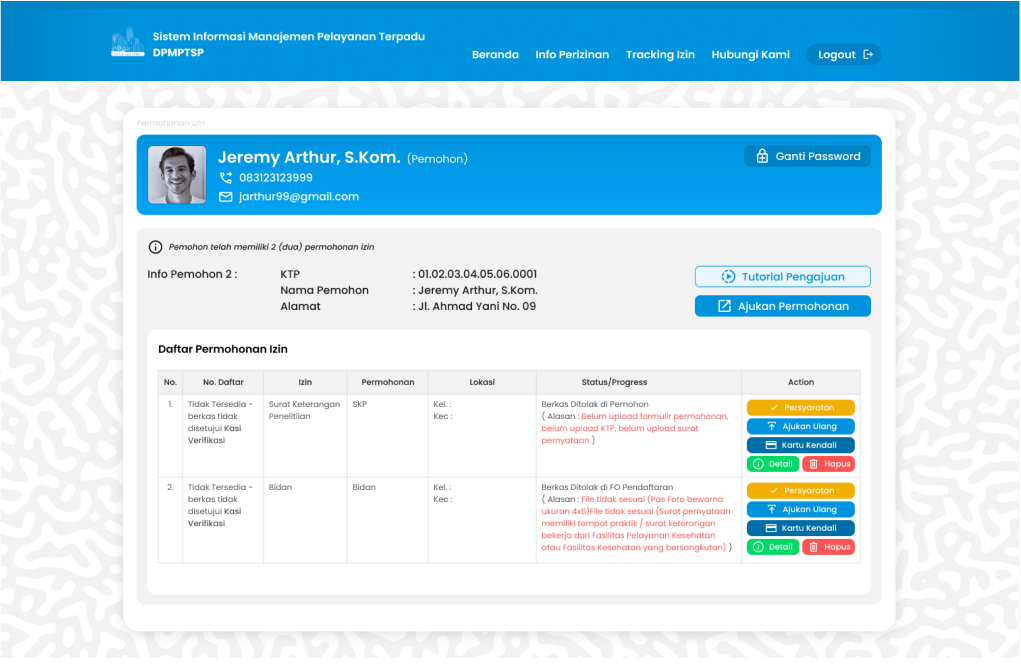 Sistem Informasi Manajemen Pelayanan Terpadu
DPMPTSP
Beranda Info Perizinan Tracking Izin Hubungi Kami Logout
Permohonan izin
Jeremy Arthur, S.Kom. (Pemohon)
Ganti Password
083123123999
jarthur99@gmail.com
Pemohon telah memiliki 2 (dua) permohonan izin
Info Pemohon 2 : KTP : 01.02.03.04.05.06.0001
Nama Pemohon : Jeremy Arthur, S.Kom.
Alamat : Jl. Ahmad Yani No. 09
Tutorial Pengajuan
Ajukan Permohonan
Daftar Permohonan Izin
No. No. Daftar Izin Permohonan Lokasi Status/Progress Action
1. Tidak Tersedia -
berkas tidak
disetujui Kasi
Verifikasi
Surat Keterangan
Penelitiian
SKP
Kel. :
Kec :
Berkas Ditolak di Pemohon
( Alasan : Belum upload formulir permohonan,
belum upload KTP, belum upload surat
pernyataan )
Persyaratan
Ajukan Ulang
Kartu Kendali
Detail Hapus
2. Tidak Tersedia -
berkas tidak
disetujui Kasi
Verifikasi
Bidan
Bidan
Kel. :
Kec :
Berkas Ditolak di FO Pendaftaran
( Alasan : File tidak sesuai (Pas Foto bewarna
ukuran 4x6)File tidak sesuai (Surat pernyataan
memiliki tempat praktik / surat keterangan
bekerja dari Fasilitas Pelayanan Kesehatan
atau Fasilitas Kesehatan yang bersangkutan) )
Persyaratan
Ajukan Ulang
Kartu Kendali
Detail Hapus